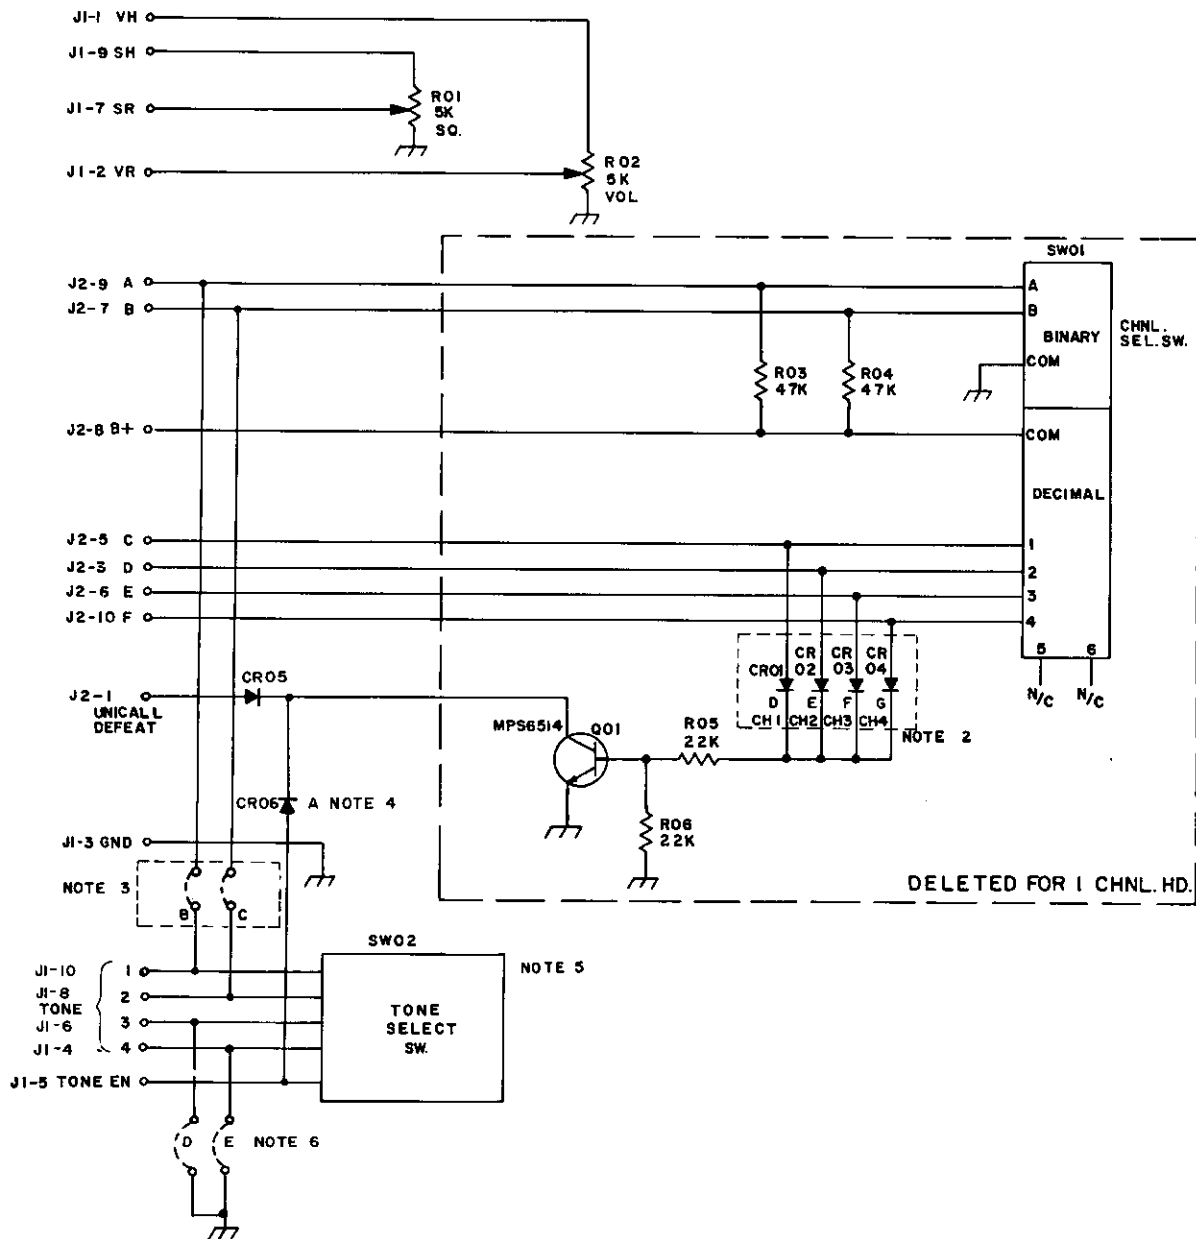 J1-1 VH
J1-9 SH
J1-7 SR
R01
5K
SQ.
J1-2 VR
R02
5K
VOL
SW01
J2-9 A
A
J2-7 B
B
BINARY
CHNL.
SEL. SW.
COM
R03
47K
R04
47K
J2-8 B+
COM
DECIMAL
J2-5 C
1
J2-3 D
2
J2-6 E
3
J2-10 F
4
5
6
N/C
N/C
CR01
CR
02
CR
03
CR
04
D
E
F
G
CH1
CH2
CH3
CH4
NOTE 2
CR05
J2-1
UNICALL
DEFEAT
MPS6514
Q01
R05
22K
R06
22K
CR06
A NOTE 4
J1-3 GND
NOTE 3
B
C
DELETED FOR 1 CHNL. HD.
SW02
NOTE 5
J1-10
1
J1-8
2
TONE
3
J1-6
J1-4
4
TONE
SELECT
SW.
J1-5 TONE EN
D
E
NOTE 6